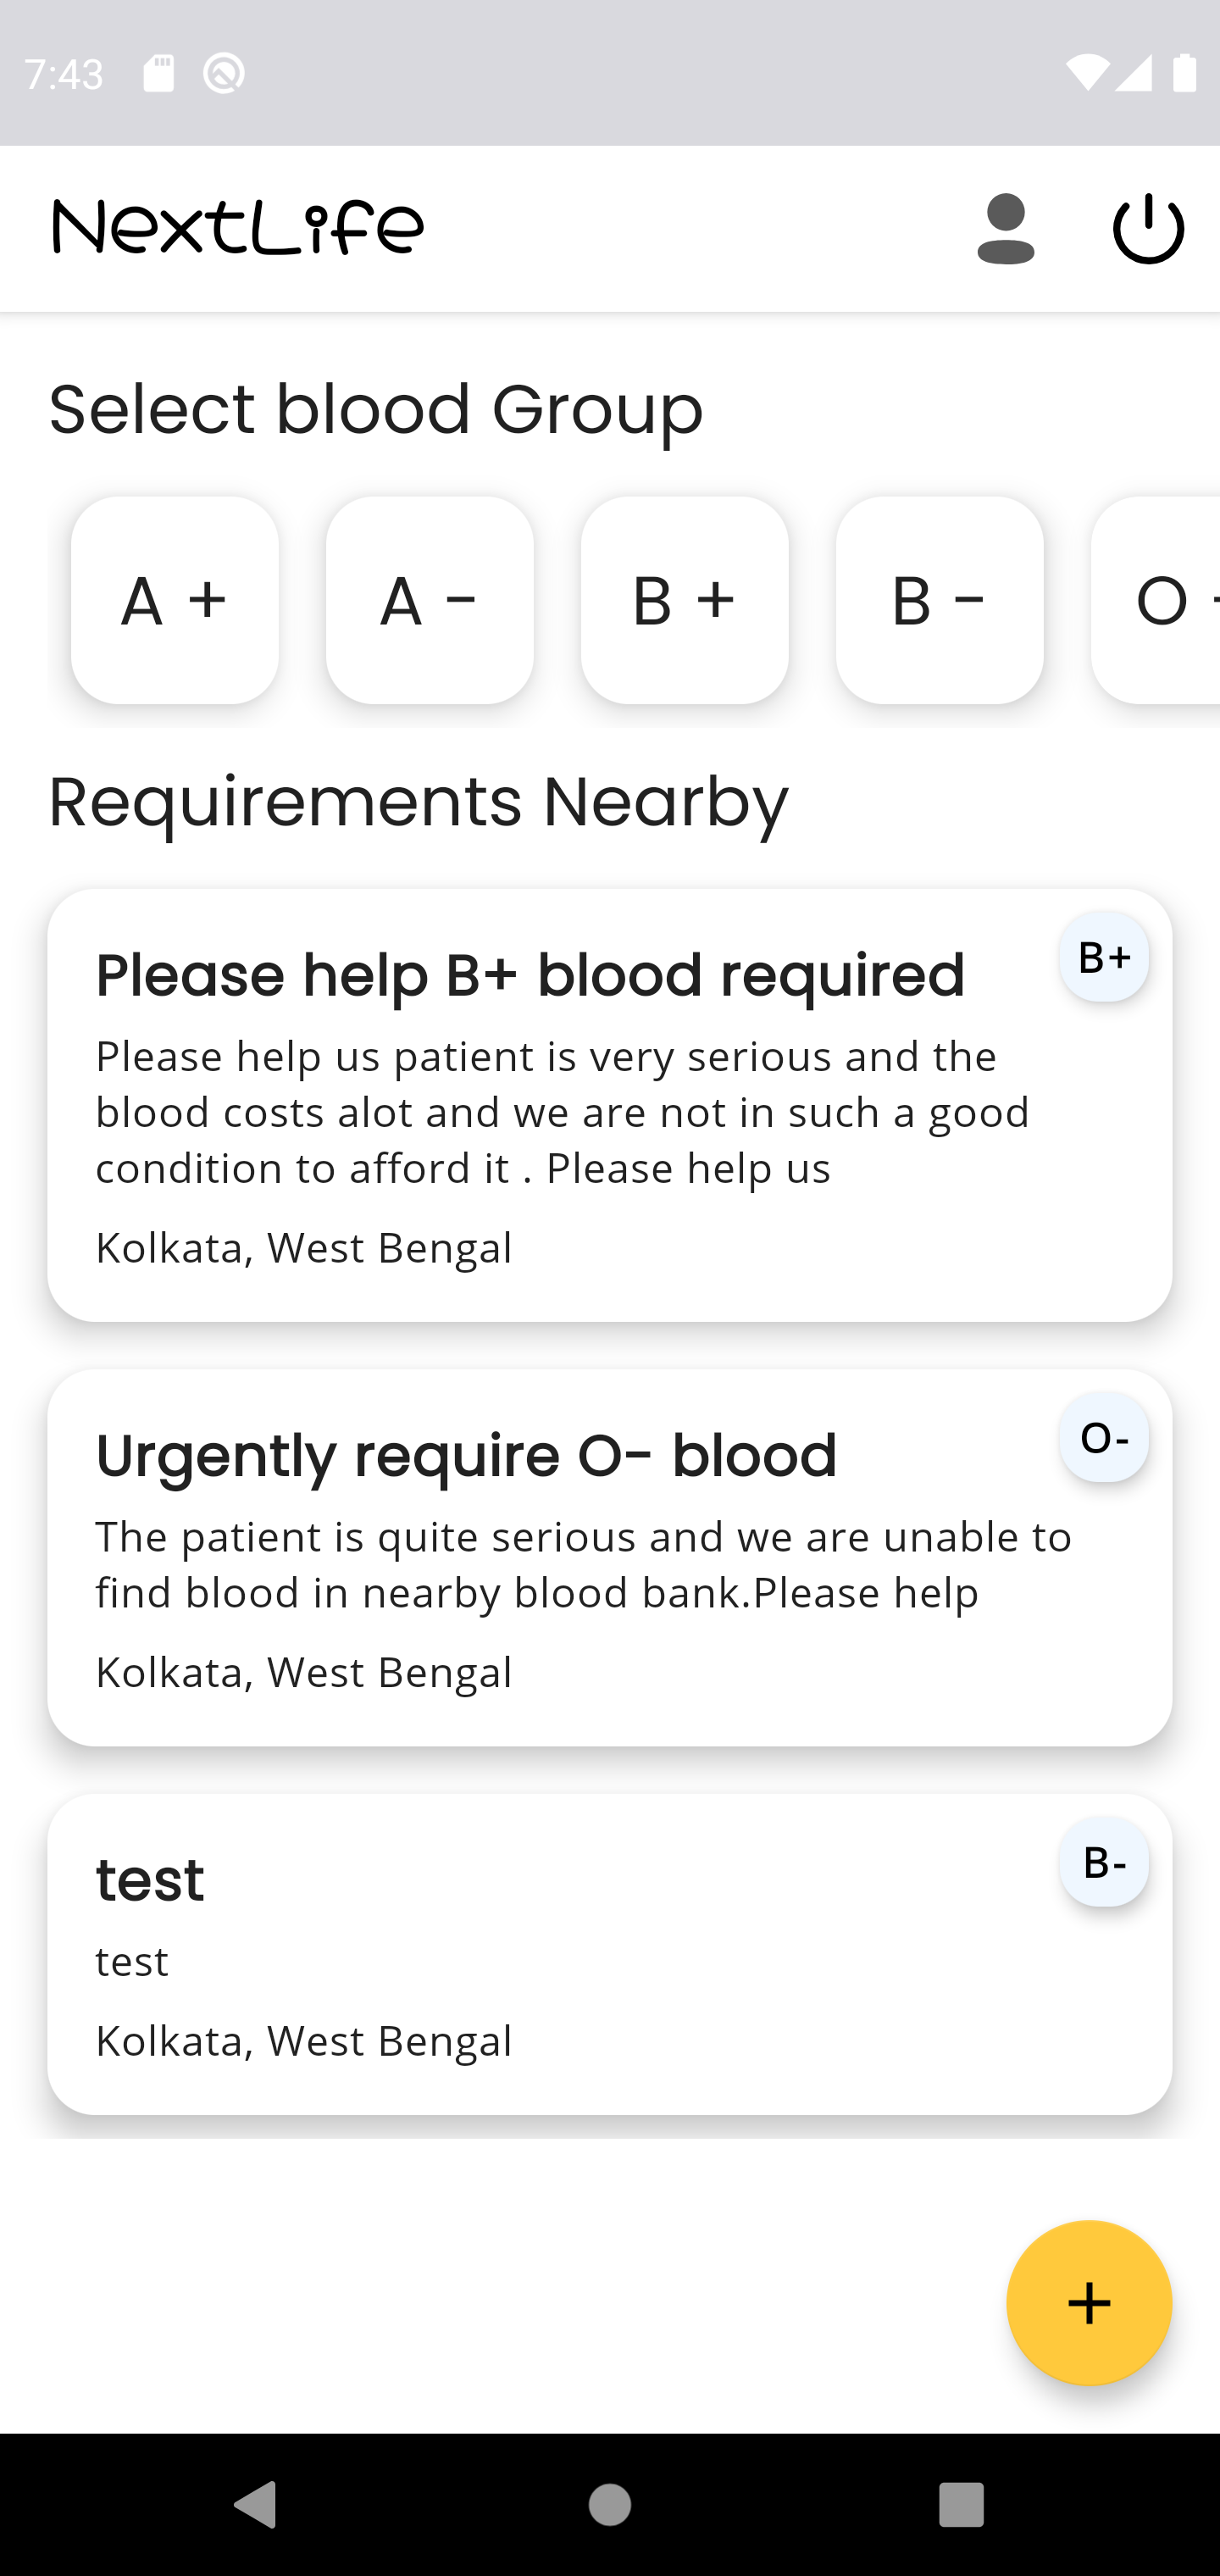 7:43
NextLife
Select blood Group
A +
A -
B +
B -
O
Requirements Nearby
Please help B+ blood required
B+
Please help us patient is very serious and the
blood costs alot and we are not in such a good
condition to afford it . Please help us
Kolkata, West Bengal
Urgently require O- blood
O-
The patient is quite serious and we are unable to
find blood in nearby blood bank.Please help
Kolkata, West Bengal
test
B-
test
Kolkata, West Bengal
+